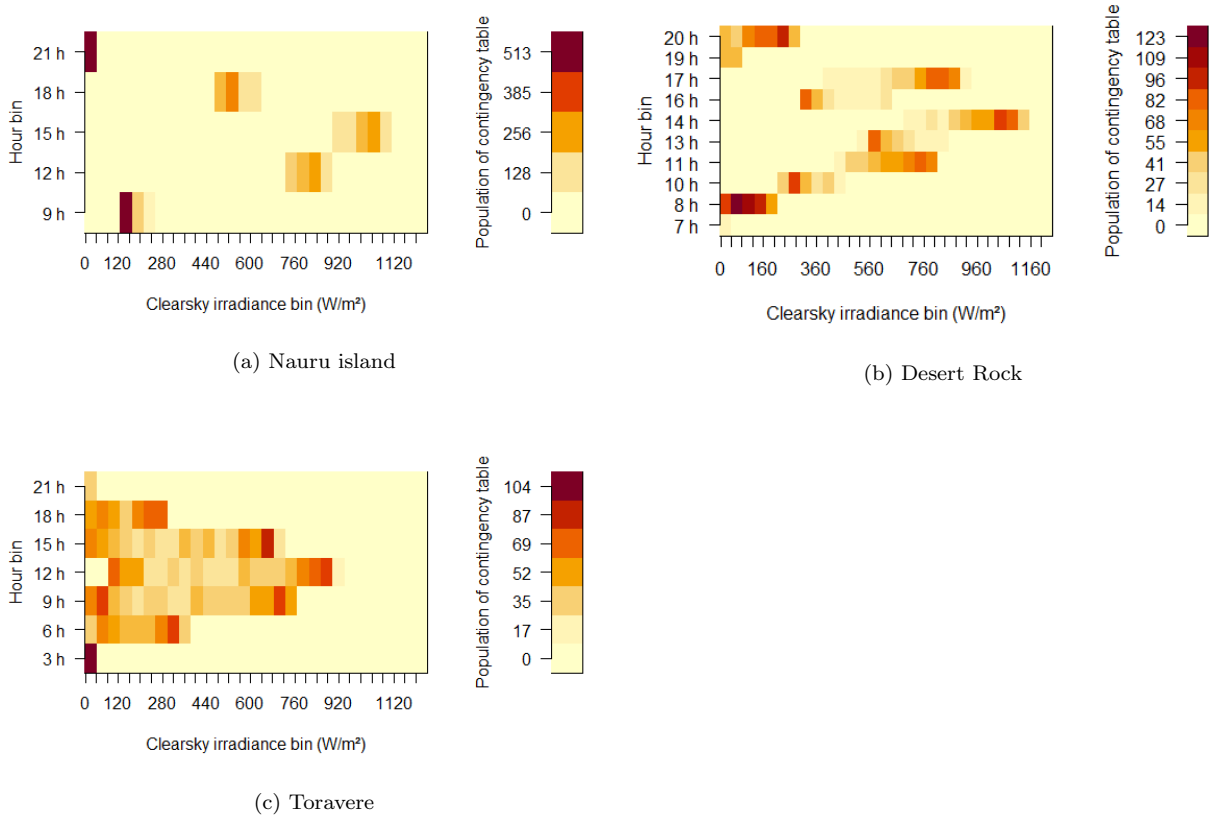 21 h
18 h
15 h
12 h
9 h
Hour bin
0 120 280 440 600 760 920 1120
Clearsky irradiance bin (W/m²)
Population of contingency table
513
385
256
128
0
(a) Nauru island
20 h
19 h
17 h
16 h
14 h
13 h
11 h
10 h
8 h
7 h
Hour bin
0 160 360 560 760 960 1160
Clearsky irradiance bin (W/m²)
Population of contingency table
123
109
96
82
68
55
41
27
14
0
(b) Desert Rock
21 h
18 h
15 h
12 h
9 h
6 h
3 h
Hour bin
0 120 280 440 600 760 920 1120
Clearsky irradiance bin (W/m²)
Population of contingency table
104
87
69
52
35
17
0
(c) Toravere